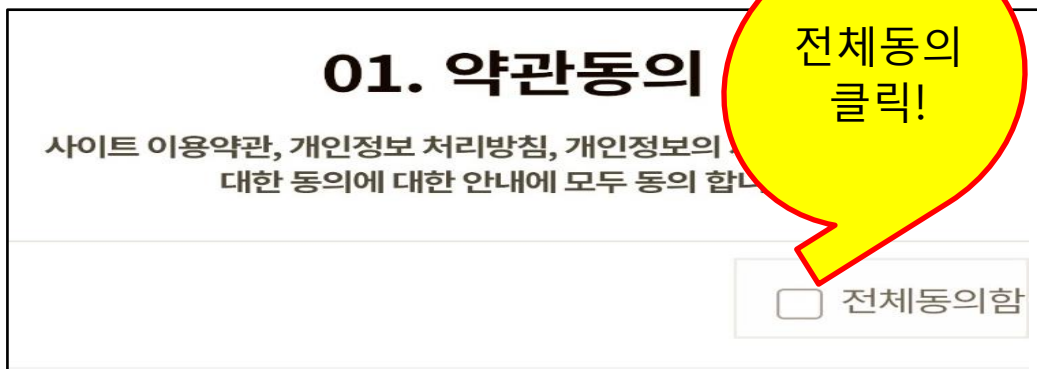 01. 약관동의
전체동의
클릭!
사이트 이용약관, 개인정보 처리방침, 개인정보의
대한 동의에 대한 안내에 모두 동의 합니
전체동의함